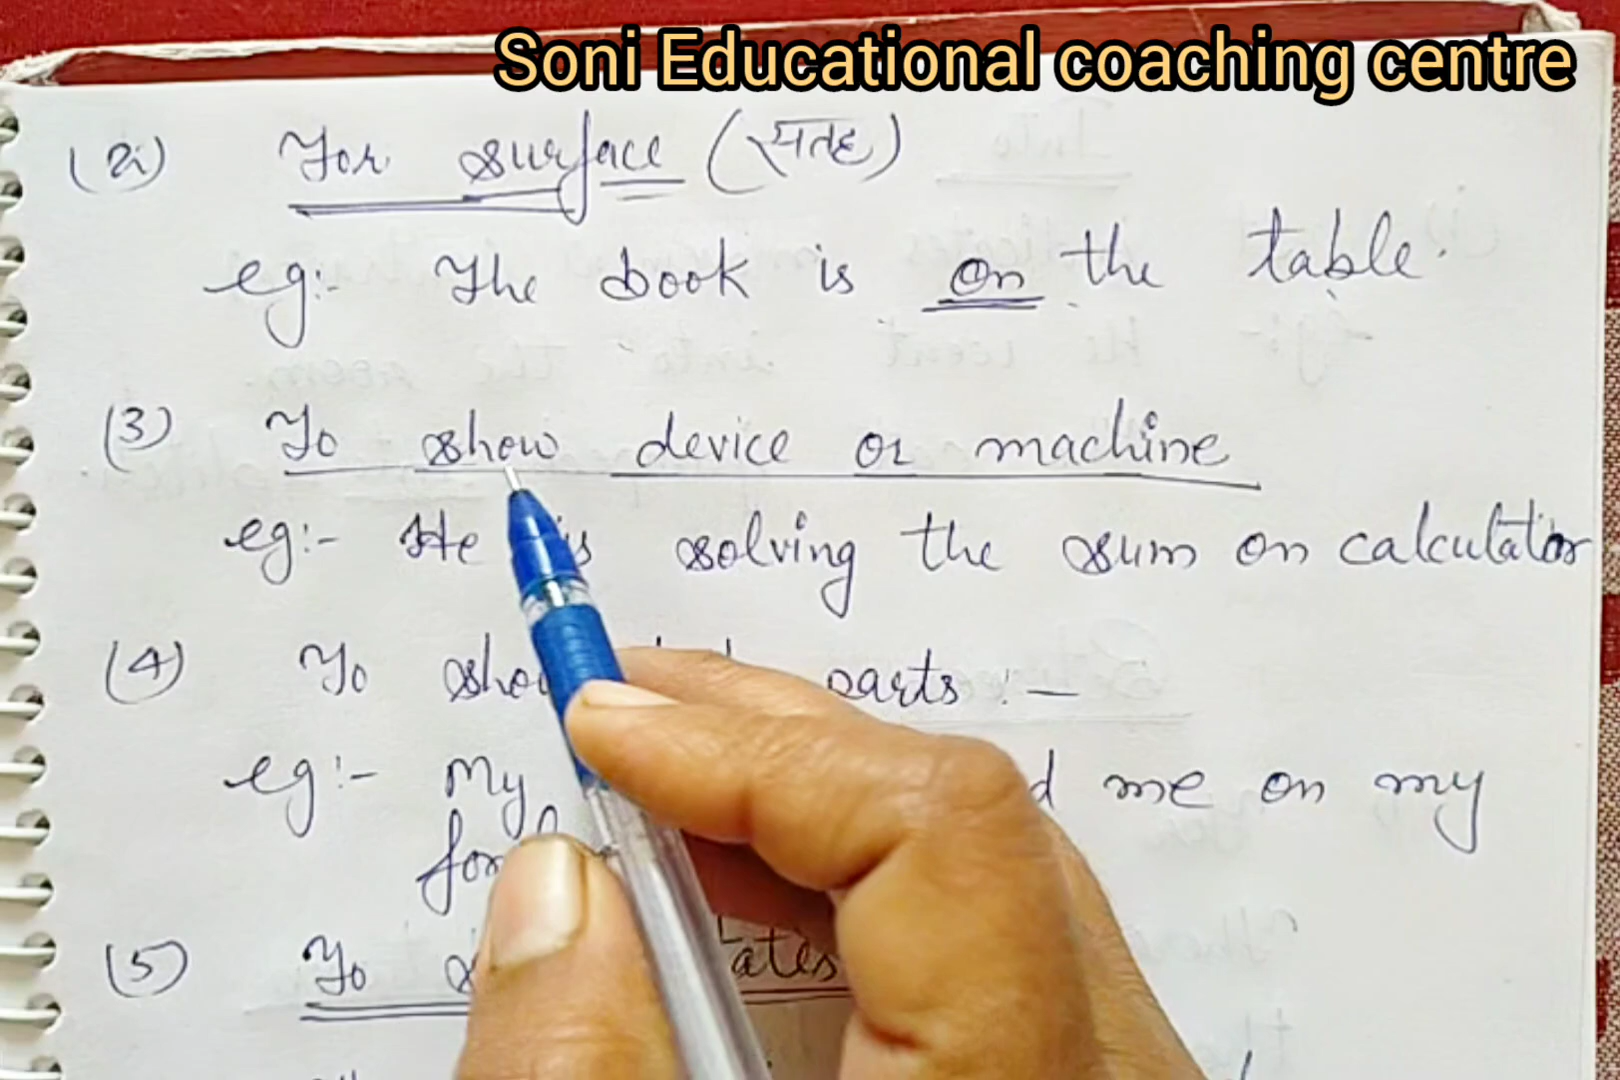 Soni Educational coaching centre
(2) For surface (सतह)
eg:- The book is on the table.
(3) To show device or machine
eg:- He is solving the sum on calculator
(4) To show parts :-
eg:- My me on my
(5) To